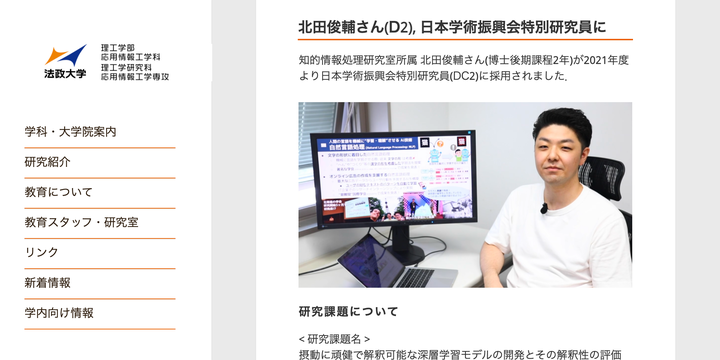 法政大学
理工学部
応用情報工学科
理工学研究科
応用情報工学専攻
学科・大学院案内
研究紹介
教育について
教育スタッフ・研究室
リンク
新着情報
学内向け情報
北田俊輔さん(D2), 日本学術振興会特別研究員に
知的情報処理研究室所属 北田俊輔さん(博士後期課程2年)が2021年度
より日本学術振興会特別研究員(DC2)に採用されました.
自然言語処理
研究課題について
< 研究課題名 >
摂動に頑健で解釈可能な深層学習モデルの開発とその解釈性の評価